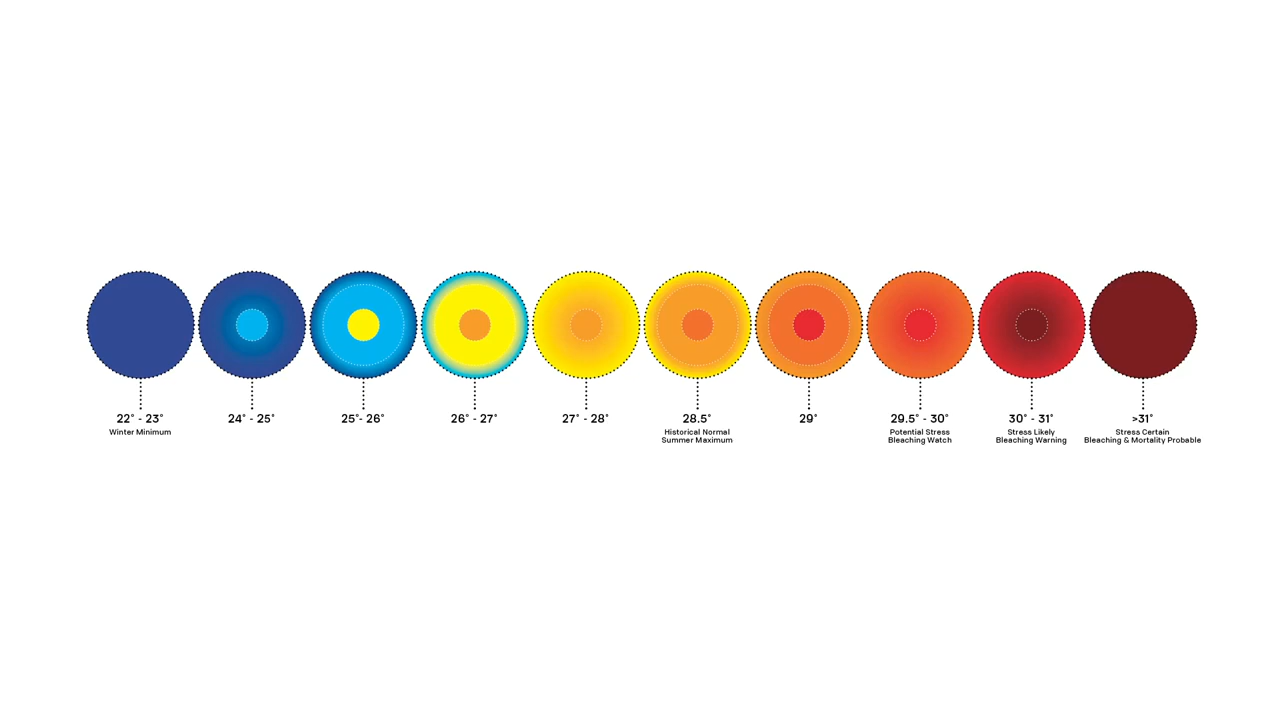 22° - 23°
Winter Minimum
24° - 25°
25°- 26°
26° - 27°
27° - 28°
28.5°
Historical Normal
Summer Maximum
29°
29.5° - 30°
Potential Stress
Bleaching Watch
30° - 31°
Stress Likely
Bleaching Warning
>31°
Stress Certain
Bleaching & Mortality Probable